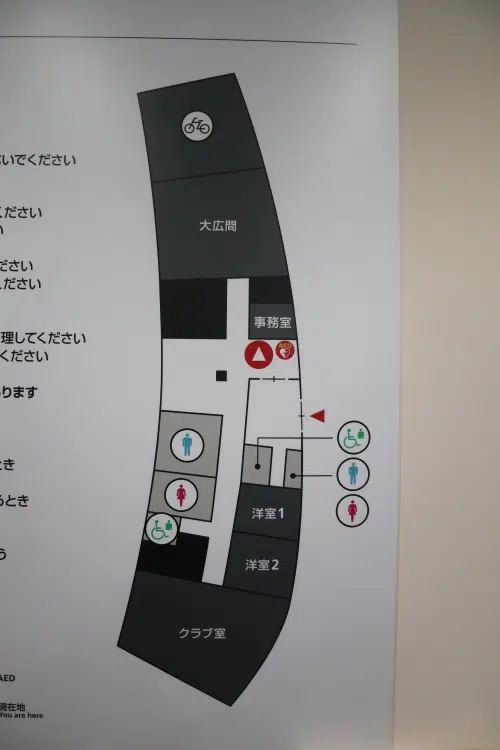 いでください
ください
い
ださい
ください
理してください
ください
ります
とき
るとき
う
AED
現在地
You are here
大広間
事務室
AED
洋室1
洋室2
クラブ室